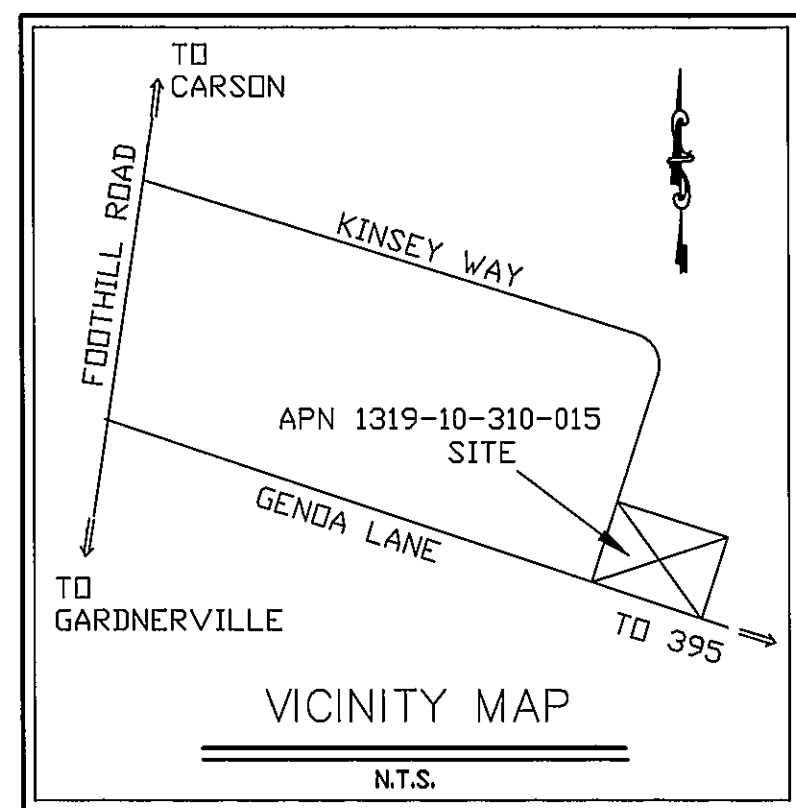 TO
CARSON
FOOTHILL ROAD
KINSEY WAY
APN 1319-10-310-015
SITE
GENOA LANE
TO
GARDNERVILLE
TO 395
VICINITY MAP
N.T.S.